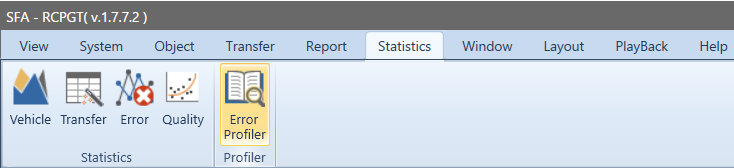 SFA - RCPGT( v.1.7.7.2 )
View System Object Transfer Report Statistics Window Layout PlayBack Help
Vehicle Transfer Error Quality Error Profiler
Statistics Profiler